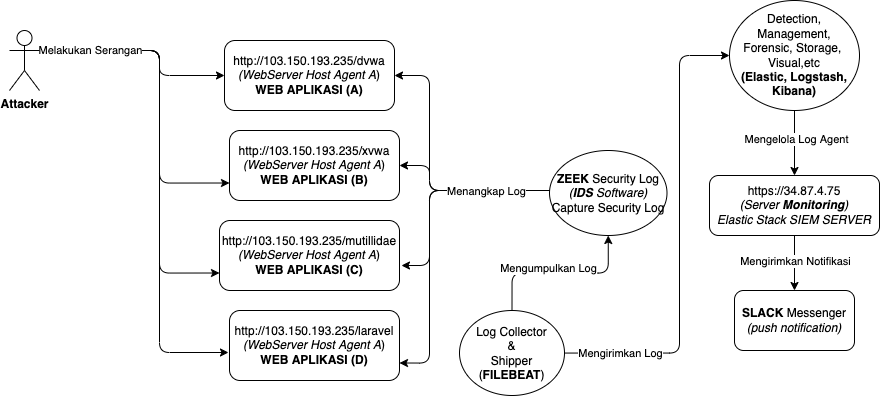 Attacker
Melakukan Serangan
http://103.150.193.235/dvwa
(WebServer Host Agent A)
WEB APLIKASI (A)
http://103.150.193.235/xvwa
(WebServer Host Agent A)
WEB APLIKASI (B)
http://103.150.193.235/mutillidae
(WebServer Host Agent A)
WEB APLIKASI (C)
http://103.150.193.235/laravel
(WebServer Host Agent A)
WEB APLIKASI (D)
Menangkap Log
ZEEK Security Log
(IDS Software)
Capture Security Log
Mengumpulkan Log
Log Collector
&
Shipper
(FILEBEAT)
Mengirimkan Log
Detection,
Management,
Forensic, Storage,
Visual,etc
(Elastic, Logstash,
Kibana)
Mengelola Log Agent
https://34.87.4.75
(Server Monitoring)
Elastic Stack SIEM SERVER
Mengirimkan Notifikasi
SLACK Messenger
(push notification)